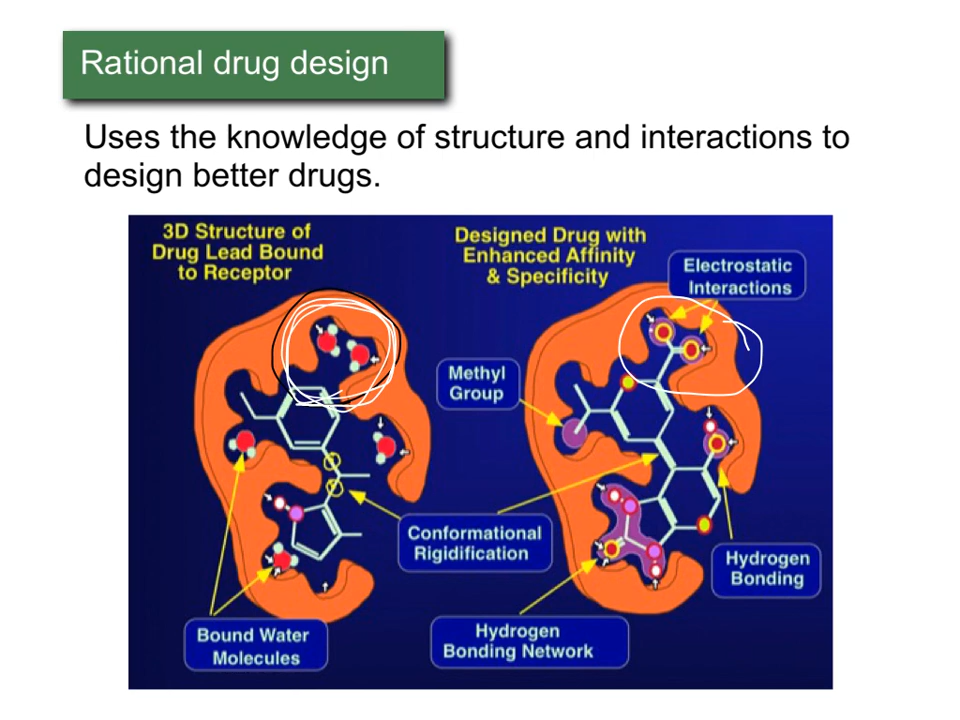 Rational drug design
Uses the knowledge of structure and interactions to
design better drugs.
3D Structure of
Drug Lead Bound
to Receptor
Designed Drug with
Enhanced Affinity
& Specificity
Electrostatic
Interactions
Methyl
Group
Conformational
Rigidification
Hydrogen
Bonding
Bound Water
Molecules
Hydrogen
Bonding Network